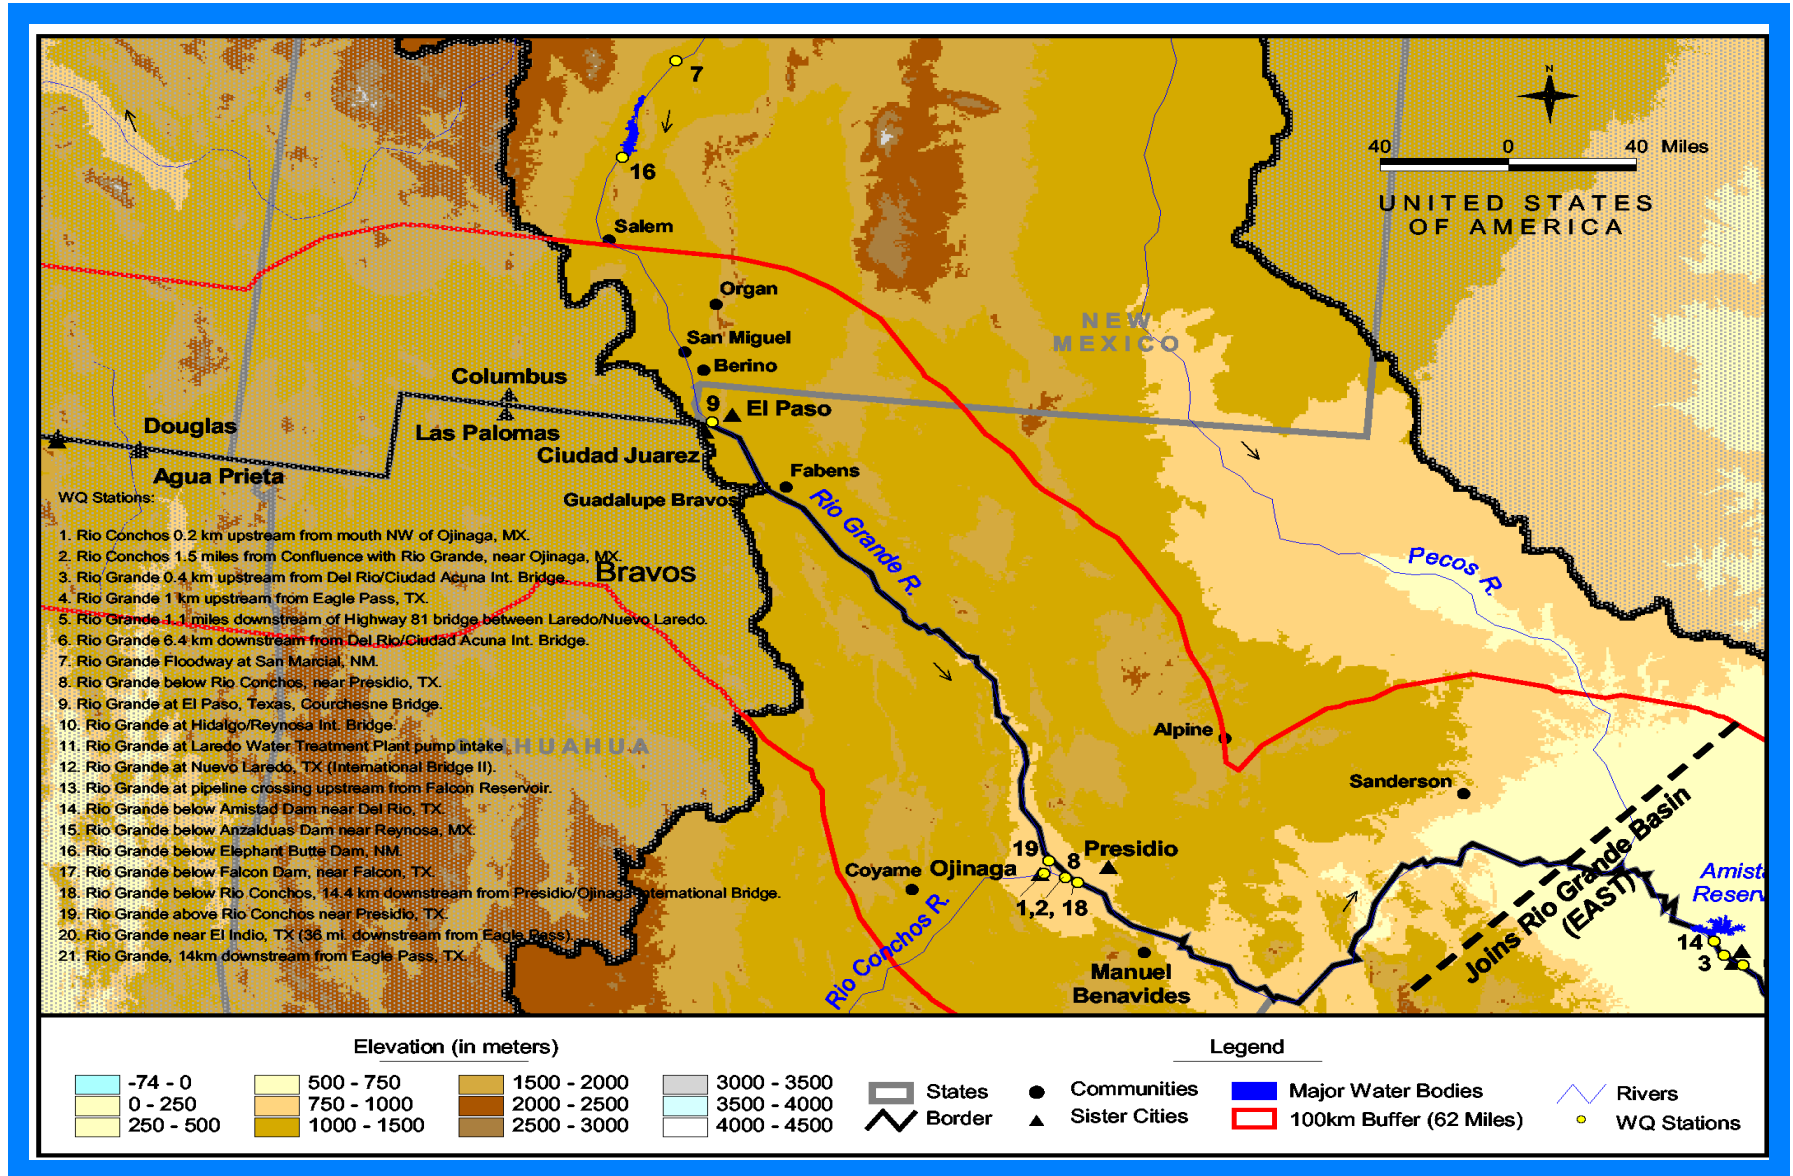 7
N
40 0 40 Miles
16
UNITED STATES
OF AMERICA
Salem
Organ
NEW
MEXICO
San Miguel
Berino
Columbus
9
El Paso
Douglas
Las Palomas
Ciudad Juarez
Agua Prieta
Fabens
Guadalupe Bravos
Rio Grande R.
Pecos R.
Bravos
WQ Stations:
1. Rio Conchos 0.2 km upstream from mouth NW of Ojinaga, MX.
2. Rio Conchos 1.5 miles from Confluence with Rio Grande, near Ojinaga, MX.
3. Rio Grande 0.4 km upstream from Del Rio/Ciudad Acuna Int. Bridge.
4. Rio Grande 1 km upstream from Eagle Pass, TX.
5. Rio Grande 1.1 miles downstream of Highway 81 bridge between Laredo/Nuevo Laredo.
6. Rio Grande 6.4 km downstream from Del Rio/Ciudad Acuna Int. Bridge.
7. Rio Grande Floodway at San Marcial, NM.
8. Rio Grande below Rio Conchos, near Presidio, TX.
9. Rio Grande at El Paso, Texas, Courchesne Bridge.
10. Rio Grande at Hidalgo/Reynosa Int. Bridge.
11. Rio Grande at Laredo Water Treatment Plant pump intake
12. Rio Grande at Nuevo Laredo, TX (International Bridge II).
13. Rio Grande at pipeline crossing upstream from Falcon Reservoir.
14. Rio Grande below Amistad Dam near Del Rio, TX.
15. Rio Grande below Anzalduas Dam near Reynosa, MX.
16. Rio Grande below Elephant Butte Dam, NM.
17. Rio Grande below Falcon Dam, near Falcon, TX.
18. Rio Grande below Rio Conchos, 14.4 km downstream from Presidio/Ojinaga International Bridge.
19. Rio Grande above Rio Conchos near Presidio, TX.
20. Rio Grande near El Indio, TX (36 mi. downstream from Eagle Pass)
21. Rio Grande, 14km downstream from Eagle Pass, TX.
CHIHUAHUA
Alpine
Sanderson
19
8
Presidio
Coyame
Ojinaga
1,2, 18
Rio Conchos R.
Manuel
Benavides
Joins Rio Grande Basin
(EAST)
Amista
Reserv
14
3
Elevation (in meters)
-74 - 0
0 - 250
250 - 500
500 - 750
750 - 1000
1000 - 1500
1500 - 2000
2000 - 2500
2500 - 3000
3000 - 3500
3500 - 4000
4000 - 4500
Legend
States
Border
Communities
Sister Cities
Major Water Bodies
100km Buffer (62 Miles)
Rivers
WQ Stations